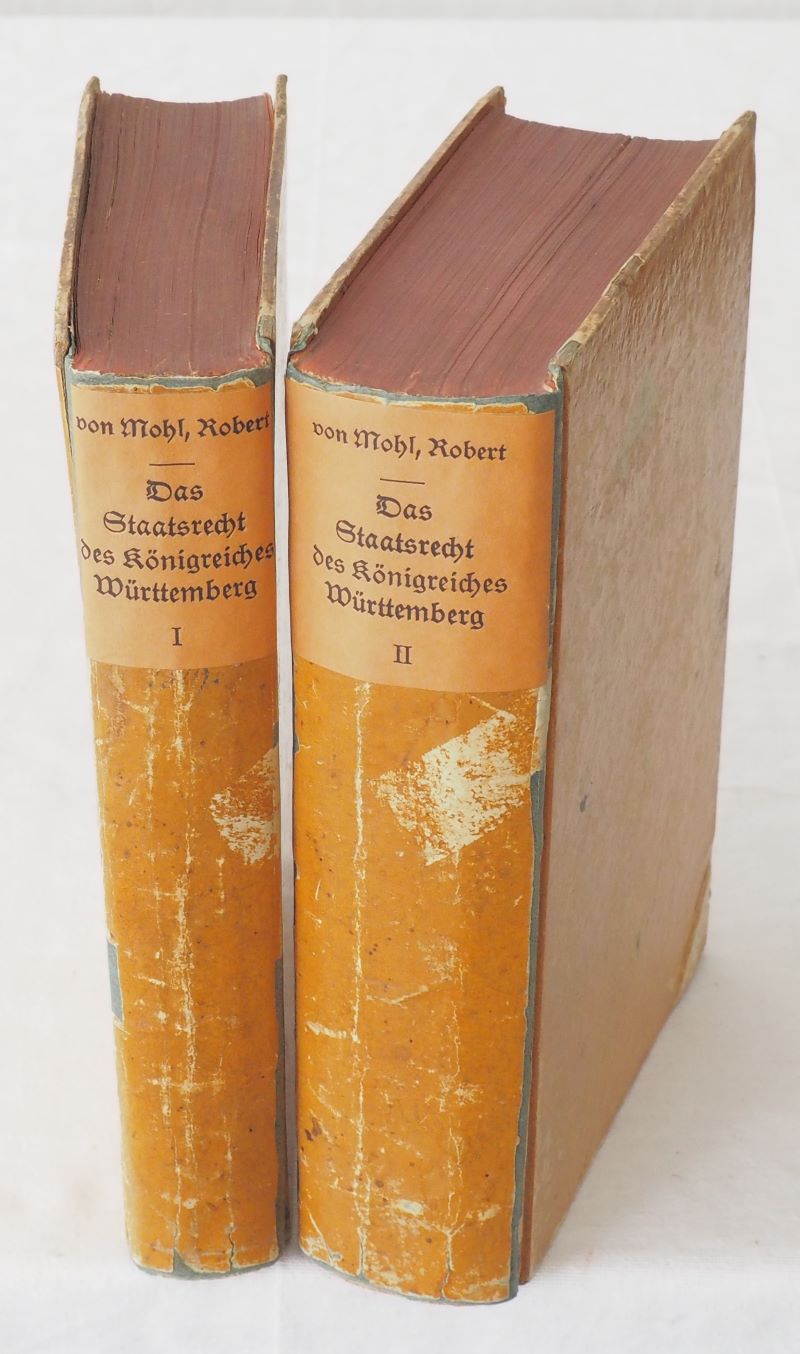 von Mohl, Robert
Das
Staatsrecht
des Königreiches
Württemberg
I
von Mohl, Robert
Das
Staatsrecht
des Königreiches
Württemberg
II